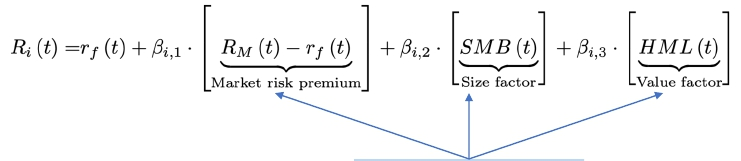 R_i (t) =r_f (t) + β_{i,1} · [R_M (t) − r_f (t)] + β_{i,2} · [SMB (t)] + β_{i,3} · [HML (t)]
Market risk premium Size factor Value factor